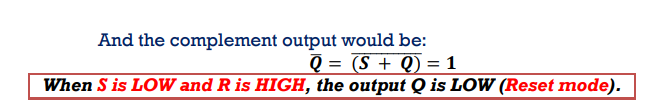 And the complement output would be:
Q̅ = (S + Q)̅ = 1
When S is LOW and R is HIGH, the output Q is LOW (Reset mode).